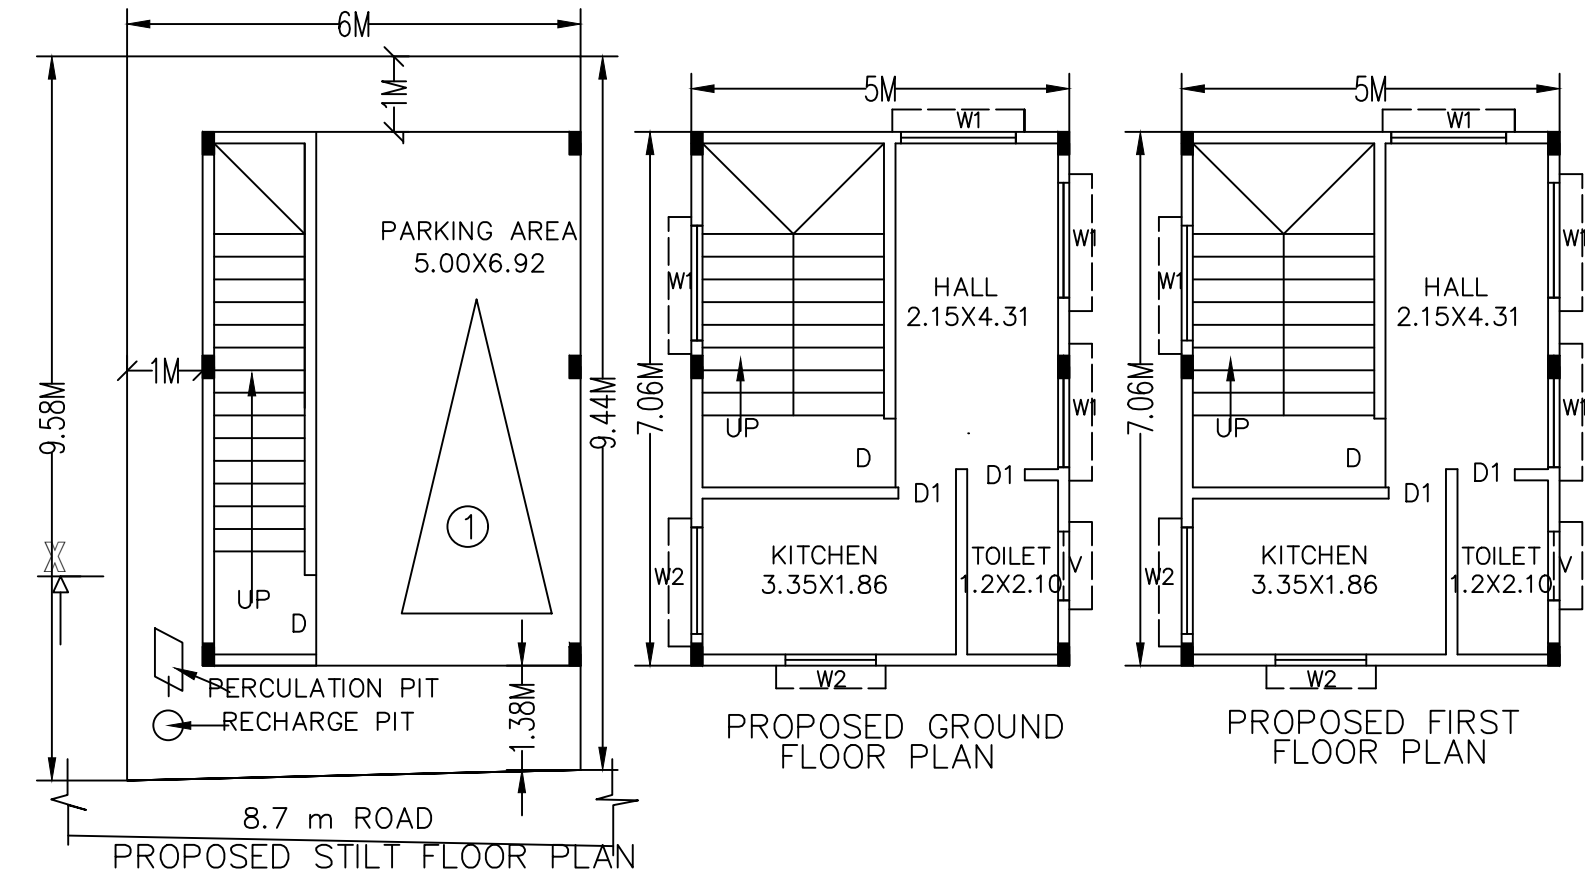 6M
1M
PARKING AREA
5.00X6.92
1M
9.58M
9.44M
1
X
UP
D
PERCULATION PIT
RECHARGE PIT
1.38M
8.7 m ROAD
PROPOSED STILT FLOOR PLAN
5M
W1
W1
W1
HALL
2.15X4.31
7.06M
W1
UP
D
D1
D1
KITCHEN
3.35X1.86
TOILET
1.2X2.10
V
W2
W2
PROPOSED GROUND
FLOOR PLAN
5M
W1
W1
W1
HALL
2.15X4.31
7.06M
W1
UP
D
D1
D1
KITCHEN
3.35X1.86
TOILET
1.2X2.10
V
W2
W2
PROPOSED FIRST
FLOOR PLAN